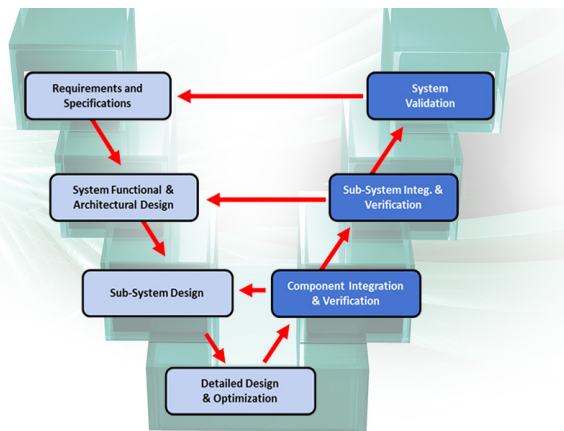 Requirements and
Specifications
System
Validation
System Functional &
Architectural Design
Sub-System Integ. &
Verification
Sub-System Design
Component Integration
& Verification
Detailed Design
& Optimization